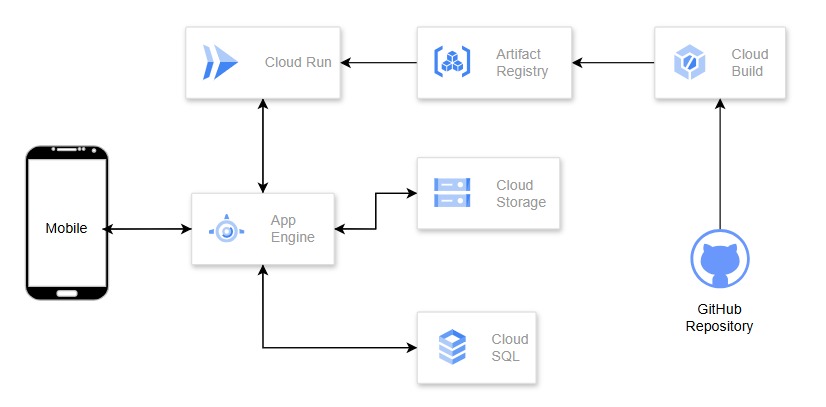 Cloud Run
Artifact
Registry
Cloud
Build
Mobile
App
Engine
Cloud
Storage
Cloud
SQL
GitHub
Repository